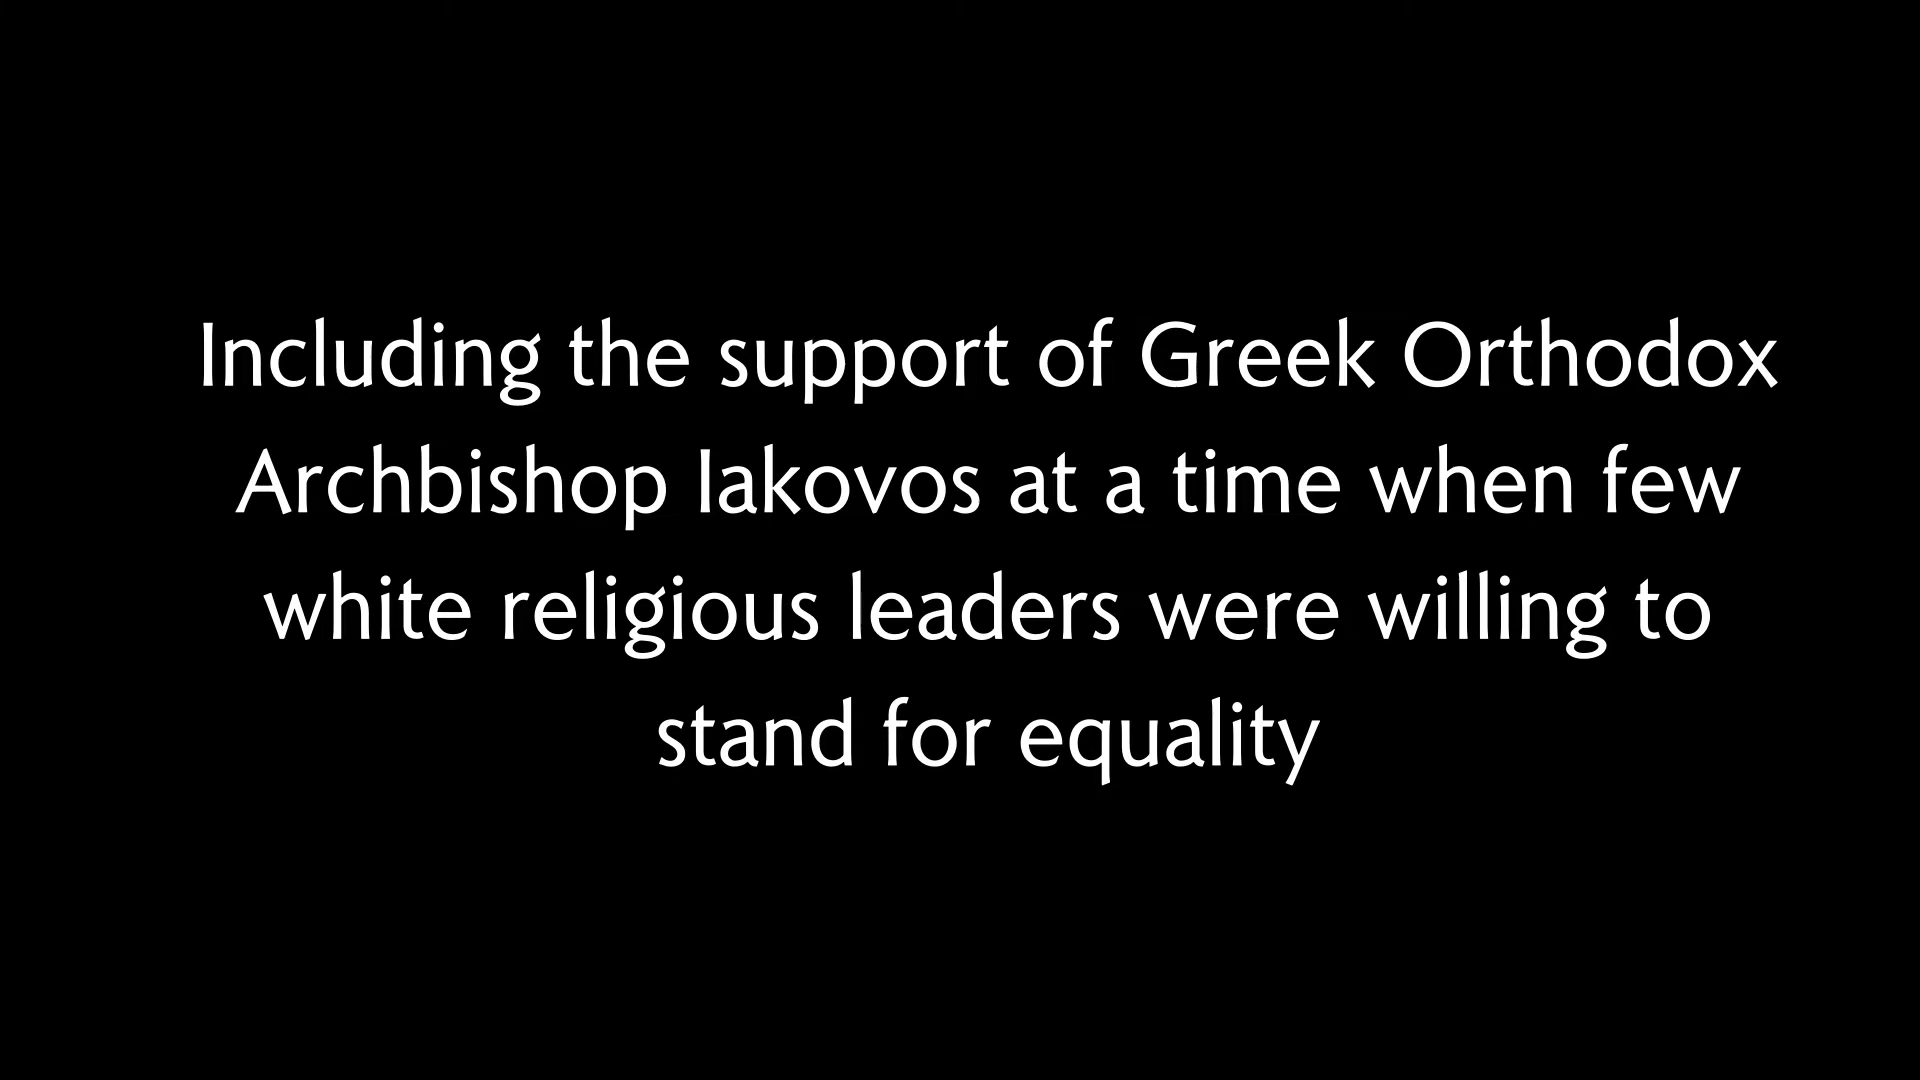 Including the support of Greek Orthodox
Archbishop Iakovos at a time when few
white religious leaders were willing to
stand for equality